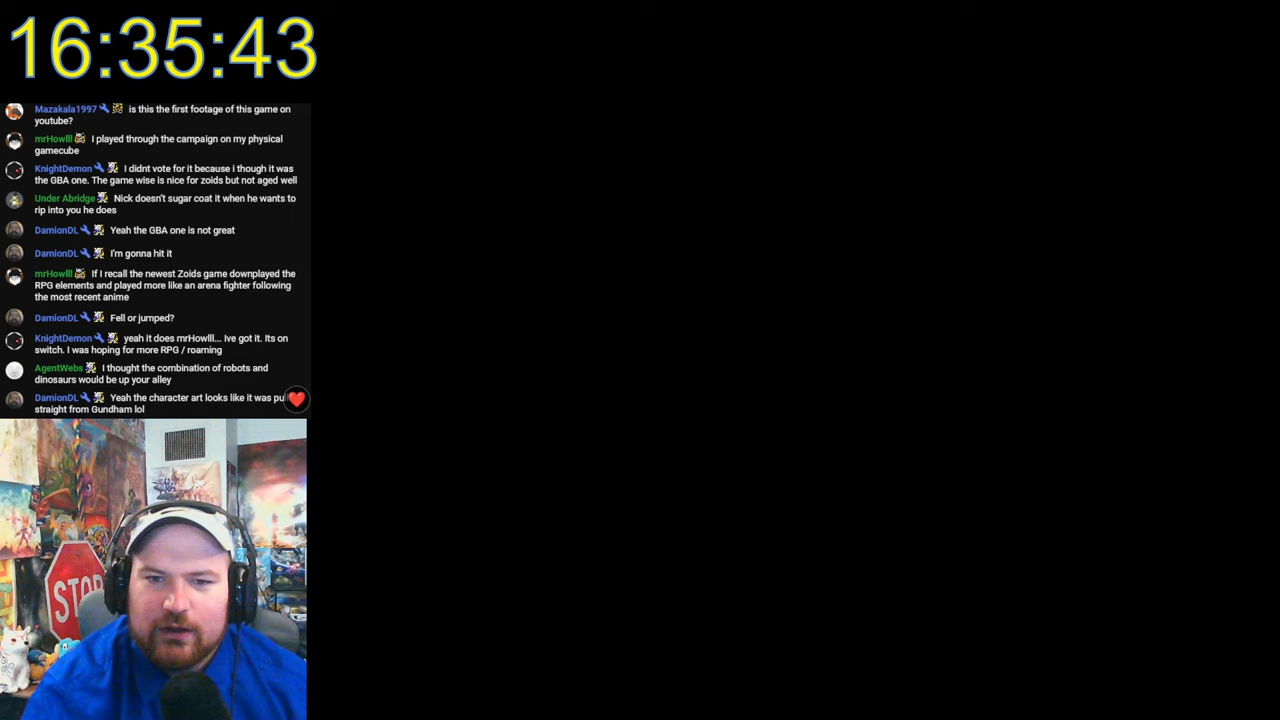 16:35:43
Mazakala1997 is this the first footage of this game on
youtube?
mrHowlll I played through the campaign on my physical
gamecube
KnightDemon I didnt vote for it because i though it was
the GBA one. The game wise is nice for zoids but not aged well
Under Abridge Nick doesn't sugar coat it when he wants to
rip into you he does
DamionDL Yeah the GBA one is not great
DamionDL I'm gonna hit it
mrHowlll If I recall the newest Zoids game downplayed the
RPG elements and played more like an arena fighter following
the most recent anime
DamionDL Fell or jumped?
KnightDemon yeah it does mrHowlll... Ive got it. Its on
switch. I was hoping for more RPG / roaming
AgentWebs I thought the combination of robots and
dinosaurs would be up your alley
DamionDL Yeah the character art looks like it was
straight from Gundham lol
STOP